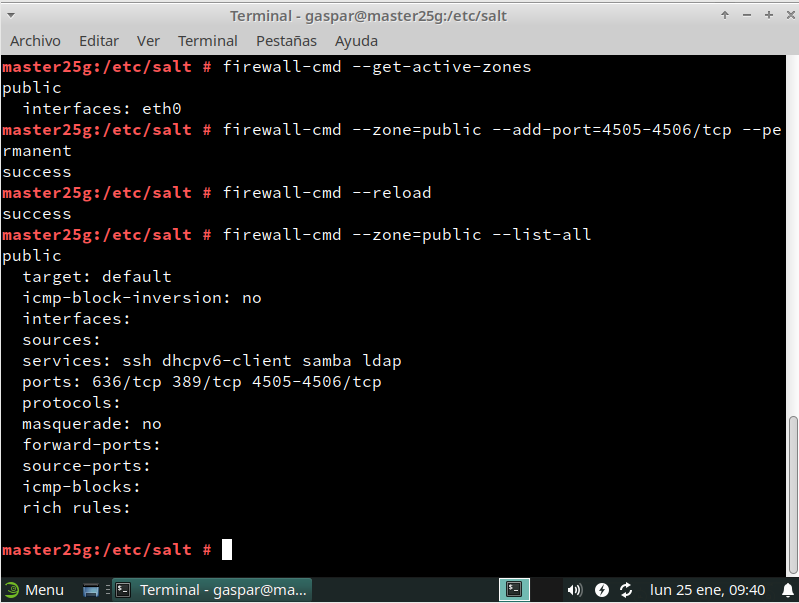 Terminal - gaspar@master25g:/etc/salt
Archivo Editar Ver Terminal Pestañas Ayuda
master25g:/etc/salt # firewall-cmd --get-active-zones
public
  interfaces: eth0
master25g:/etc/salt # firewall-cmd --zone=public --add-port=4505-4506/tcp --pe
rmanent
success
master25g:/etc/salt # firewall-cmd --reload
success
master25g:/etc/salt # firewall-cmd --zone=public --list-all
public
  target: default
  icmp-block-inversion: no
  interfaces:
  sources:
  services: ssh dhcpv6-client samba ldap
  ports: 636/tcp 389/tcp 4505-4506/tcp
  protocols:
  masquerade: no
  forward-ports:
  source-ports:
  icmp-blocks:
  rich rules:
master25g:/etc/salt #
Menu Terminal - gaspar@ma... lun 25 ene, 09:40